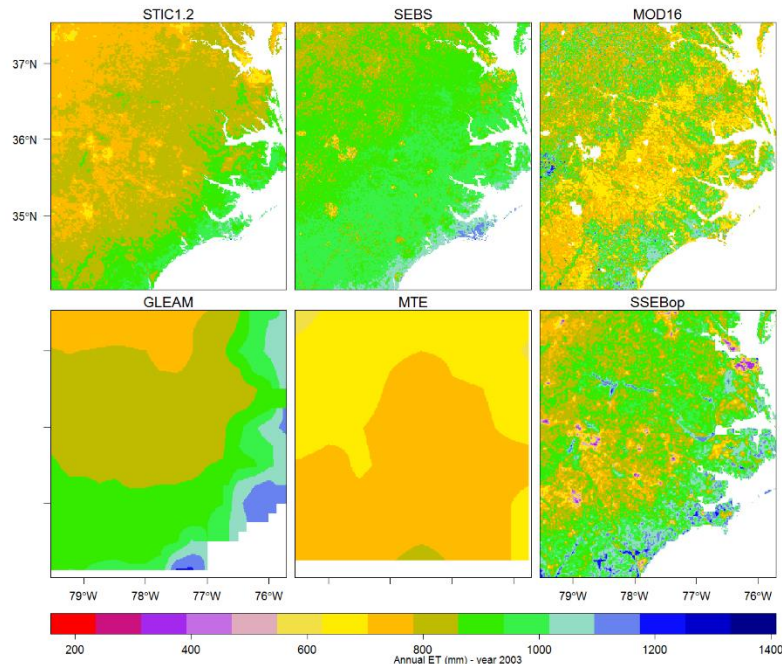 STIC1.2 SEBS MOD16
37°N
36°N
35°N
GLEAM MTE SSEBop
79°W 78°W 77°W 76°W 79°W 78°W 77°W 76°W
200 400 600 800 1000 1200 1400
Annual ET (mm) - year 2003